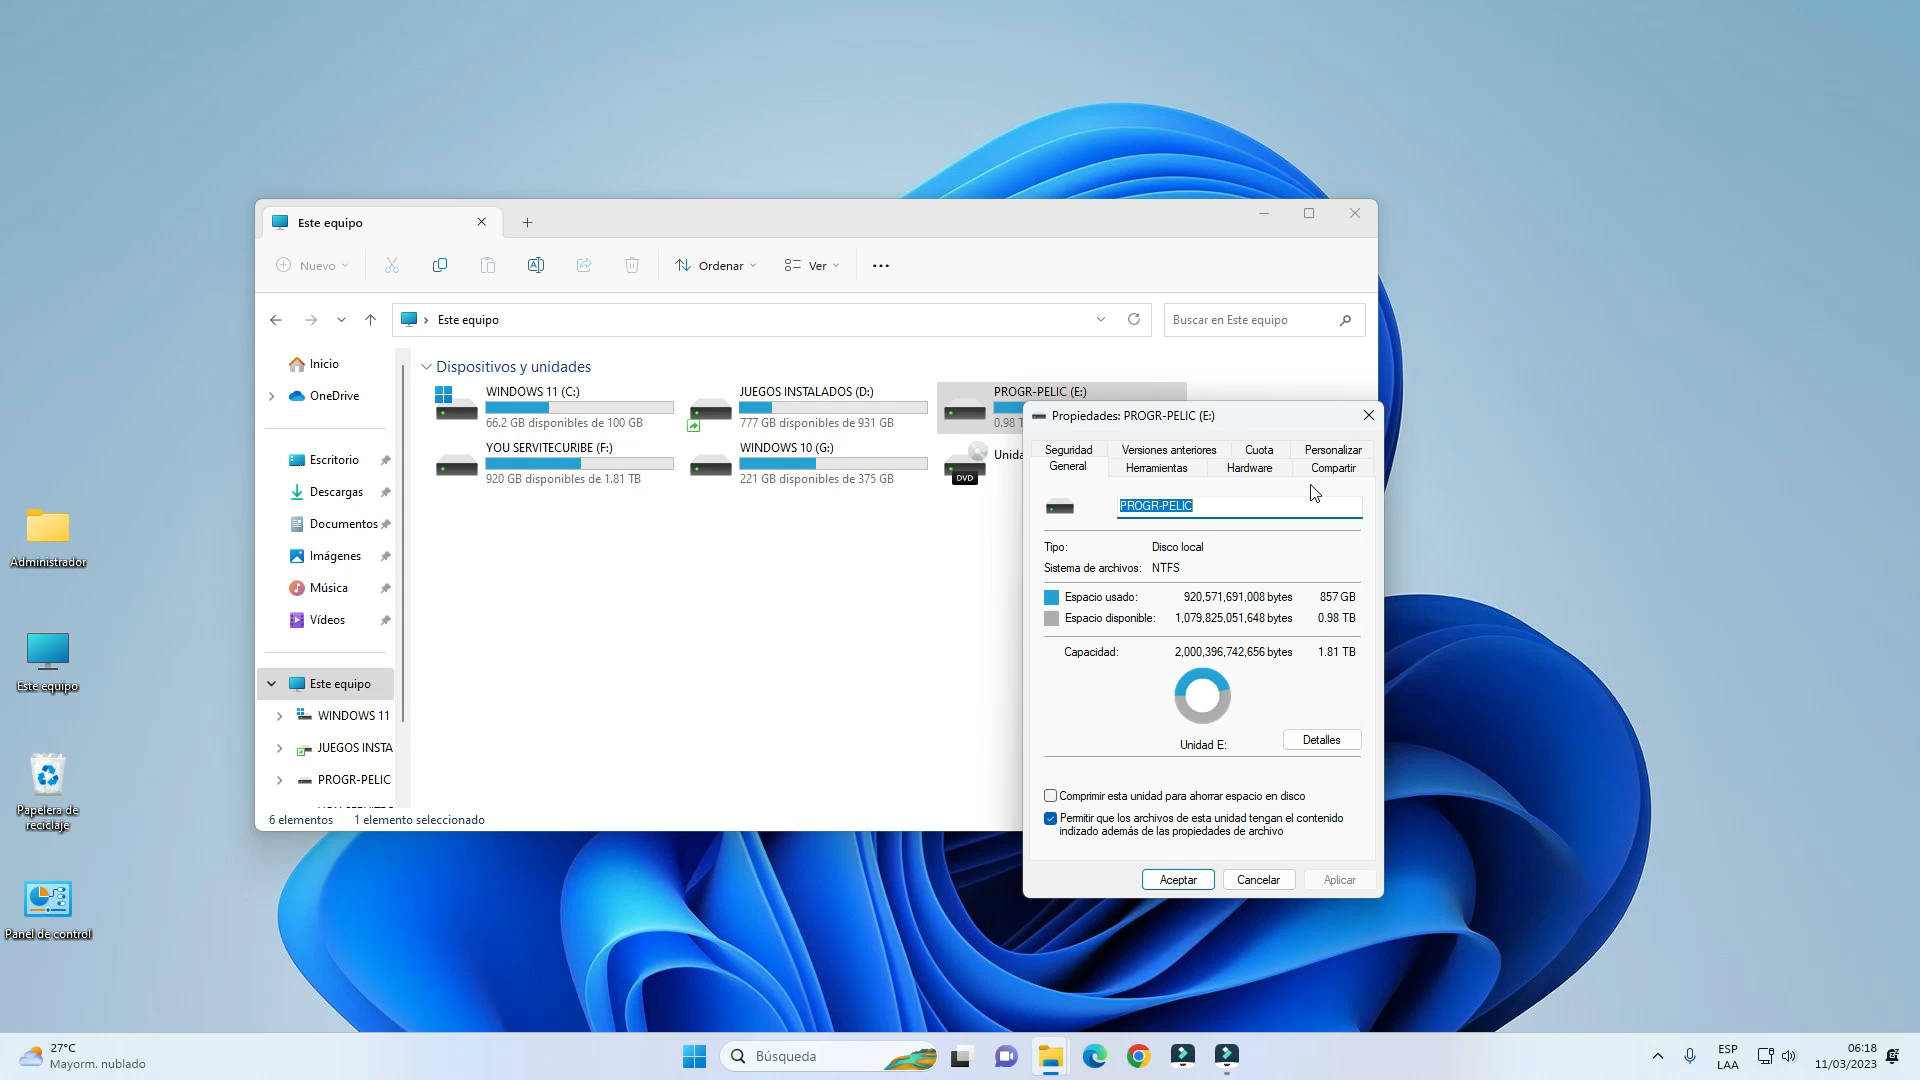 Este equipo
Nuevo
Ordenar
Ver
Este equipo
Buscar en Este equipo
Inicio
OneDrive
Escritorio
Descargas
Documentos
Imágenes
Música
Vídeos
Este equipo
WINDOWS 11
JUEGOS INSTA
PROGR-PELIC
6 elementos
1 elemento seleccionado
Dispositivos y unidades
WINDOWS 11 (C:)
66.2 GB disponibles de 100 GB
JUEGOS INSTALADOS (D:)
777 GB disponibles de 931 GB
PROGR-PELIC (E:)
0.98 T
YOU SERVITECURIBE (F:)
920 GB disponibles de 1.81 TB
WINDOWS 10 (G:)
221 GB disponibles de 375 GB
DVD
Unida
Propiedades: PROGR-PELIC (E:)
Seguridad
Versiones anteriores
Cuota
Personalizar
General
Herramientas
Hardware
Compartir
PROGR-PELIC
Tipo: Disco local
Sistema de archivos: NTFS
Espacio usado: 920,571,691,008 bytes 857 GB
Espacio disponible: 1,079,825,051,648 bytes 0.98 TB
Capacidad: 2,000,396,742,656 bytes 1.81 TB
Unidad E:
Detalles
Comprimir esta unidad para ahorrar espacio en disco
Permitir que los archivos de esta unidad tengan el contenido
indizado además de las propiedades de archivo
Aceptar
Cancelar
Aplicar
Administrador
Este equipo
Papelera de
reciclaje
Panel de control
27°C
Mayorm. nublado
Búsqueda
ESP
LAA
06:18
11/03/2023